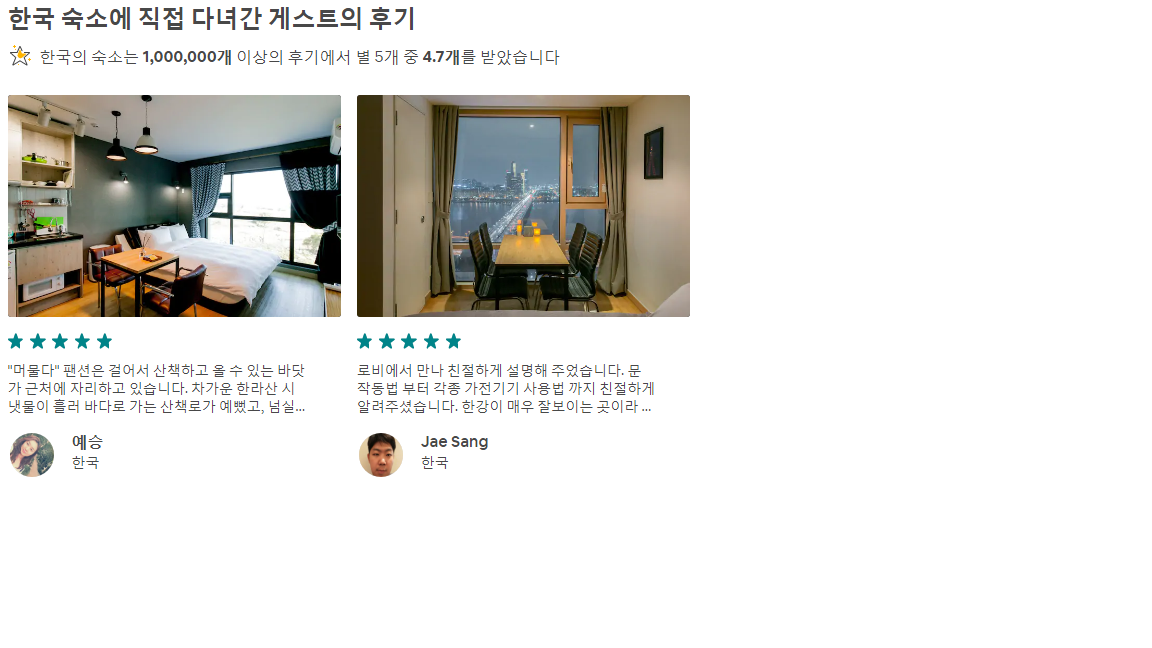 한국 숙소에 직접 다녀간 게스트의 후기
한국의 숙소는 1,000,000개 이상의 후기에서 별 5개 중 4.7개를 받았습니다
"머물다" 팬션은 걸어서 산책하고 올 수 있는 바닷
가 근처에 자리하고 있습니다. 차가운 한라산 시
냇물이 흘러 바다로 가는 산책로가 예뻤고, 넘실...
예승
한국
로비에서 만나 친절하게 설명해 주었습니다. 문
작동법 부터 각종 가전기기 사용법 까지 친절하게
알려주셨습니다. 한강이 매우 잘보이는 곳이라 ...
Jae Sang
한국